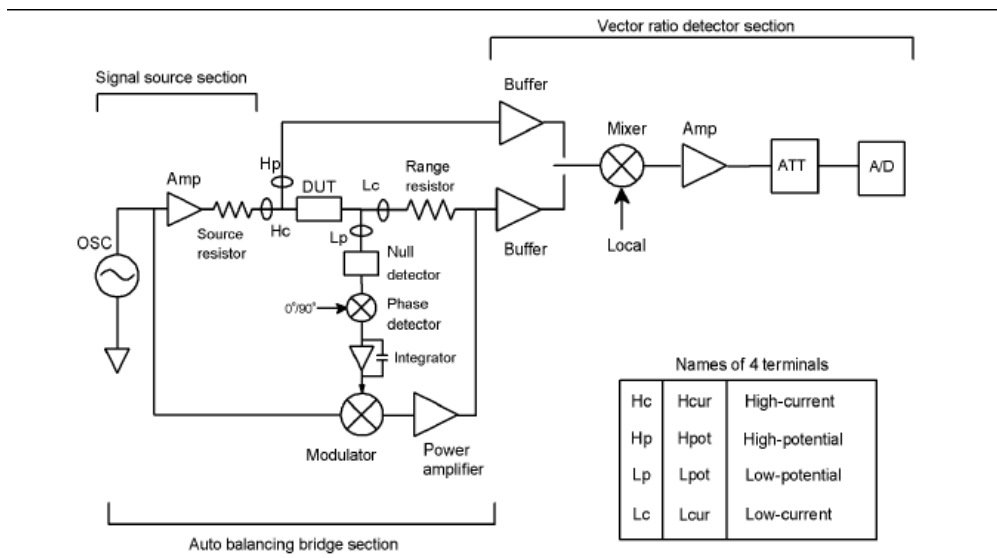 Vector ratio detector section
Signal source section
Buffer
Mixer
Amp
ATT
A/D
Hp
DUT
Lc
Range
resistor
Amp
Hc
Lp
Source
resistor
OSC
Buffer
Local
Null
detector
0°/90°
Phase
detector
Integrator
Modulator
Power
amplifier
Names of 4 terminals
Hc Hcur High-current
Hp Hpot High-potential
Lp Lpot Low-potential
Lc Lcur Low-current
Auto balancing bridge section